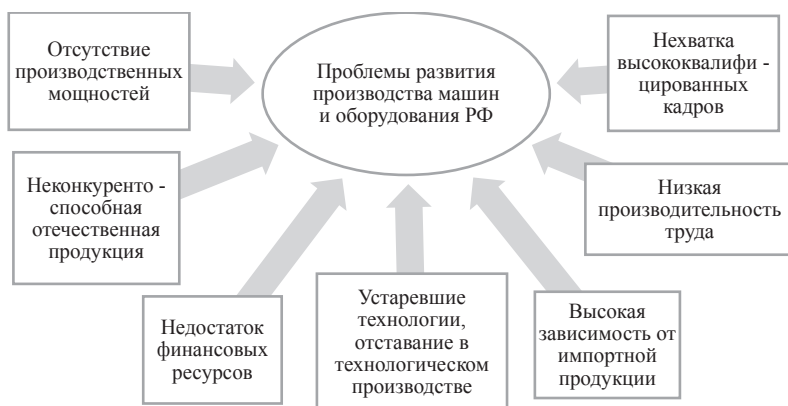 Отсутствие
производственных
мощностей
Проблемы развития
производства машин
и оборудования РФ
Нехватка
высококвалифи -
цированных
кадров
Неконкуренто -
способная
отечественная
продукция
Низкая
производительность
труда
Недостаток
финансовых
ресурсов
Устаревшие
технологии,
отставание в
технологическом
производстве
Высокая
зависимость от
импортной
продукции